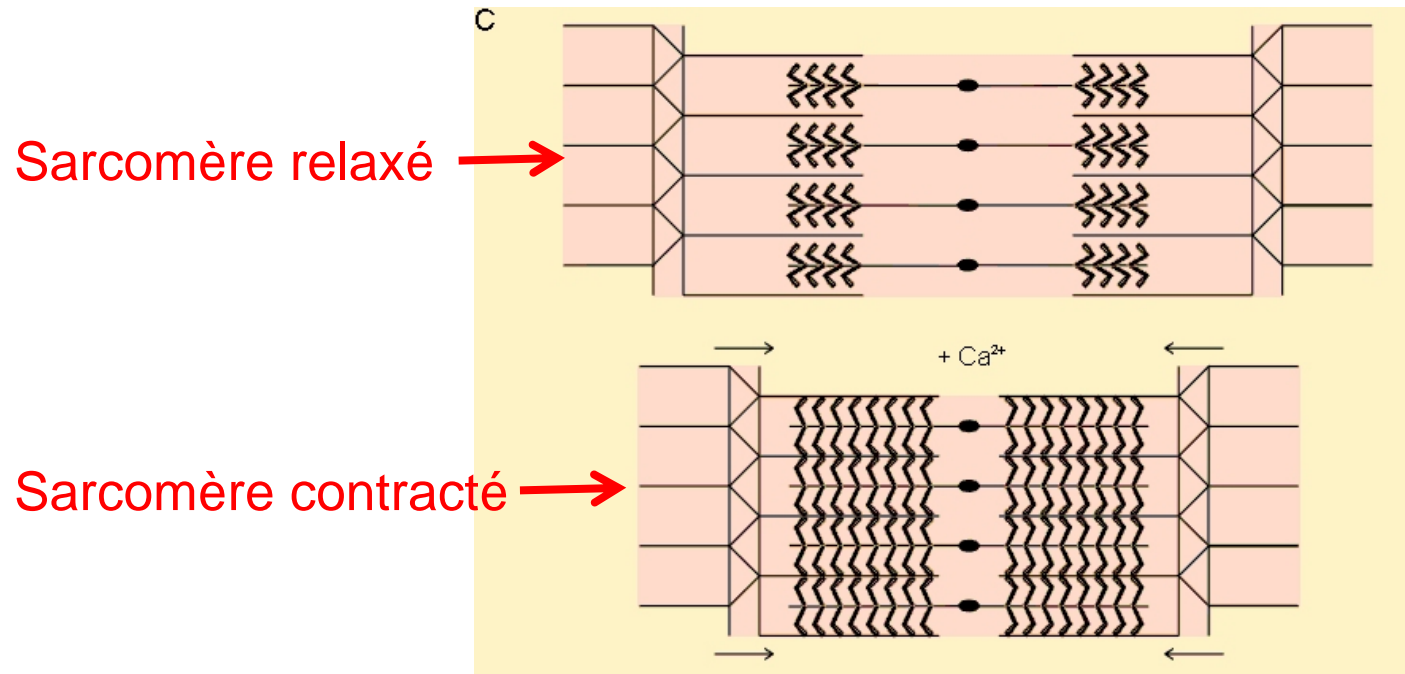 C
Sarcomère relaxé
+ Ca²⁺
Sarcomère contracté